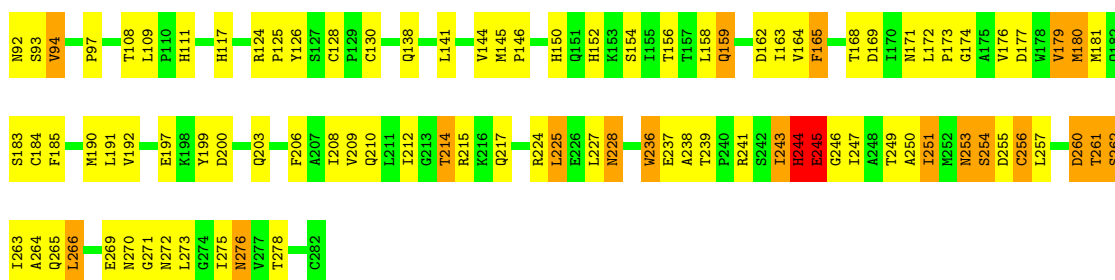 N92 S93 V94 P97 T108 L109 P110 H111 H117 R124 P125 Y126 S127 C128 P129 C130 Q138 L141 V144 M145 P146 H150 Q151 H152 K153 S154 I155 T156 T157 L158 Q159 D162 I163 V164 F165 T168 D169 I170 N171 L172 P173 G174 A175 V176 D177 W178 V179 M180 M181 Q182
S183 C184 F185 M190 L191 V192 E197 K198 Y199 D200 Q203 F206 A207 I208 V209 Q210 L211 I212 G213 T214 R215 K216 Q217 R224 L225 E226 L227 N228 W236 E237 A238 T239 P240 R241 S242 I243 H244 E245 G246 I247 A248 T249 A250 I251 M252 N253 S254 D255 C256 L257 D260 T261 S262
I263 A264 Q265 L266 E269 N270 G271 N272 L273 G274 I275 N276 V277 T278 C282